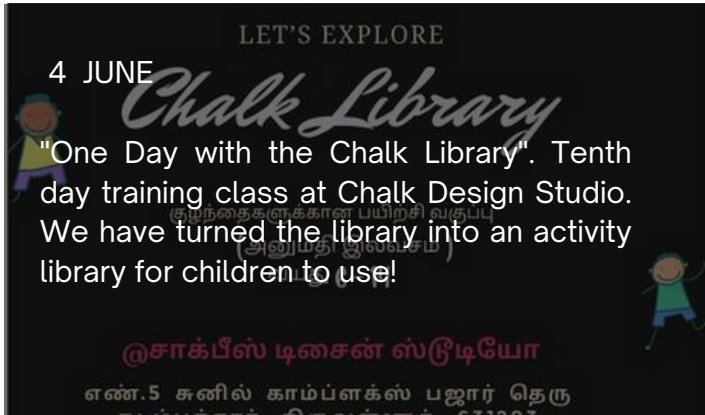 LET'S EXPLORE
4 JUNE
Chalk Library
"One Day with the Chalk Library". Tenth
day training class at Chalk Design Studio.
குழந்தைகளுக்கான பயிற்சி வகுப்பு
We have turned the library into an activity
(அனுமதி இலவசம்)
library for children to use!
@சாக்பீஸ் டிசைன் ஸ்டூடியோ
எண்.5 சுனில் காம்ப்ளக்ஸ் பஜார் தெரு